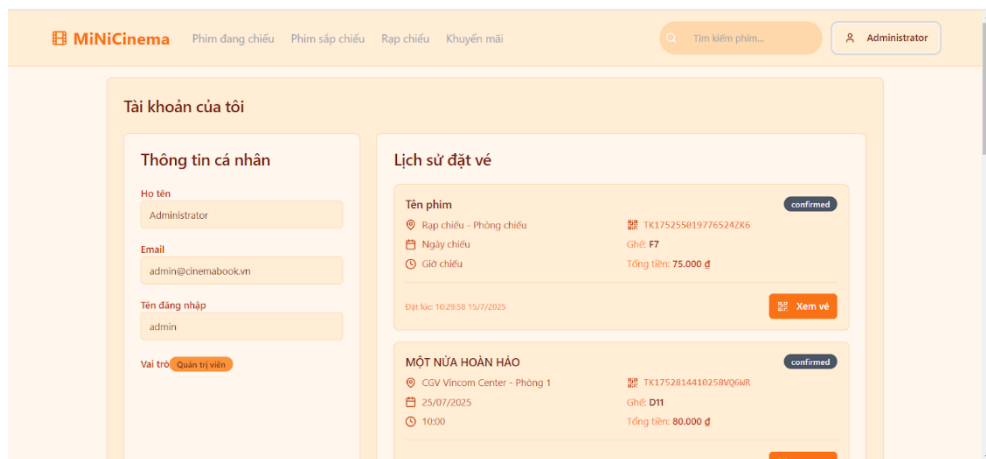 MiNiCinema Phim đang chiếu Phim sắp chiếu Rạp chiếu Khuyến mãi Tìm kiếm phim... Administrator
Tài khoản của tôi
Thông tin cá nhân
Họ tên
Administrator
Email
admin@cinemabook.vn
Tên đăng nhập
admin
Vai trò Quản trị viên
Lịch sử đặt vé
Tên phim confirmed
Rạp chiếu - Phòng chiếu TK175255019776524ZK6
Ngày chiếu Ghế: F7
Giờ chiếu Tổng tiền: 75.000 ₫
Đặt lúc: 10:29:58 15/7/2025 Xem vé
MỘT NỬA HOÀN HẢO confirmed
CGV Vincom Center - Phòng 1 TK1752814410258VQGWR
25/07/2025 Ghế: D11
10:00 Tổng tiền: 80.000 ₫